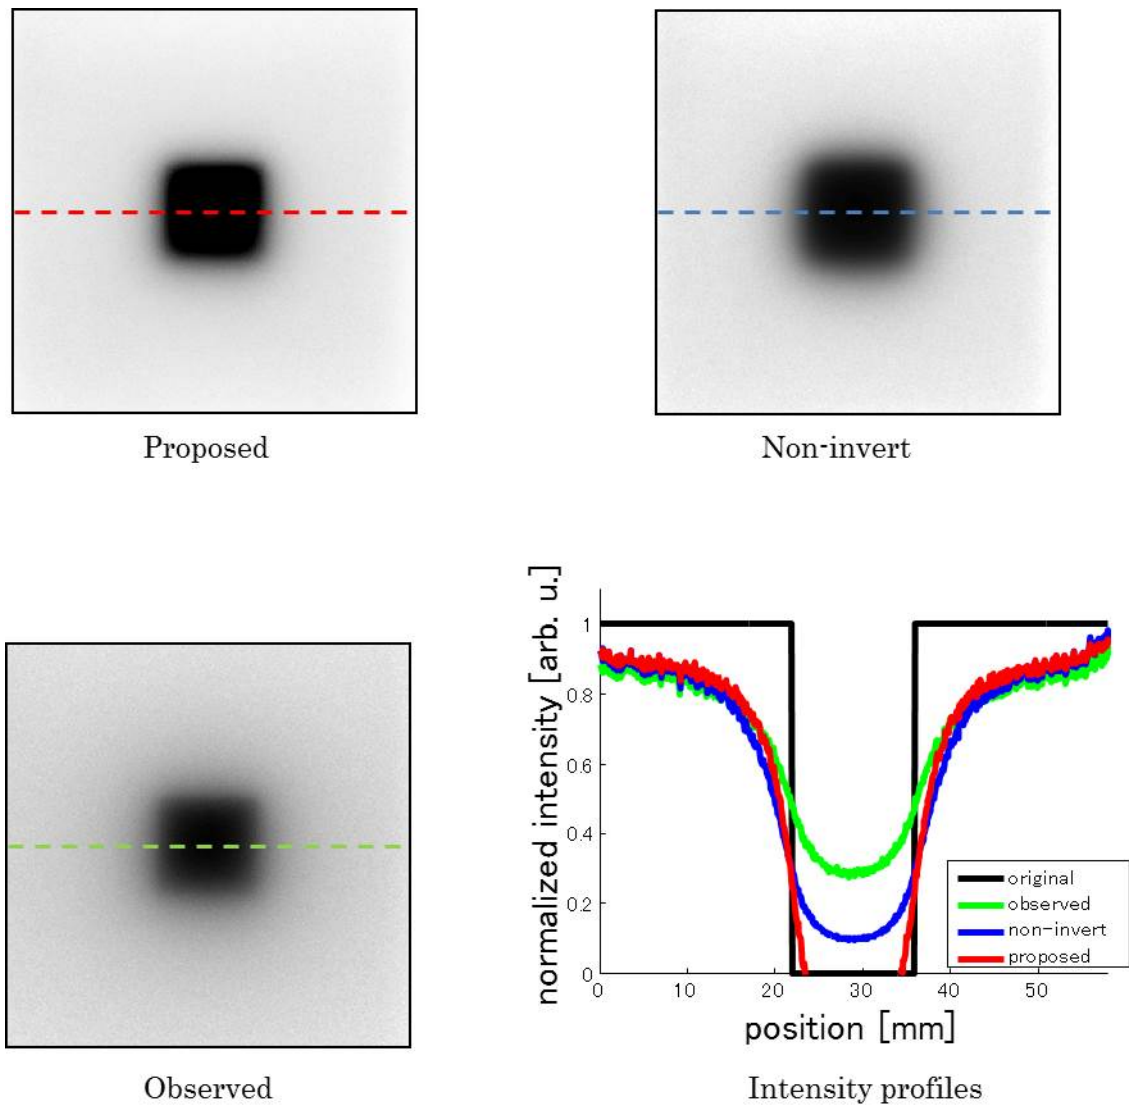 Proposed
Non-invert
Observed
normalized intensity [arb. u.]
1
0.8
0.6
0.4
0.2
0
0 10 20 30 40 50
position [mm]
original
observed
non-invert
proposed
Intensity profiles